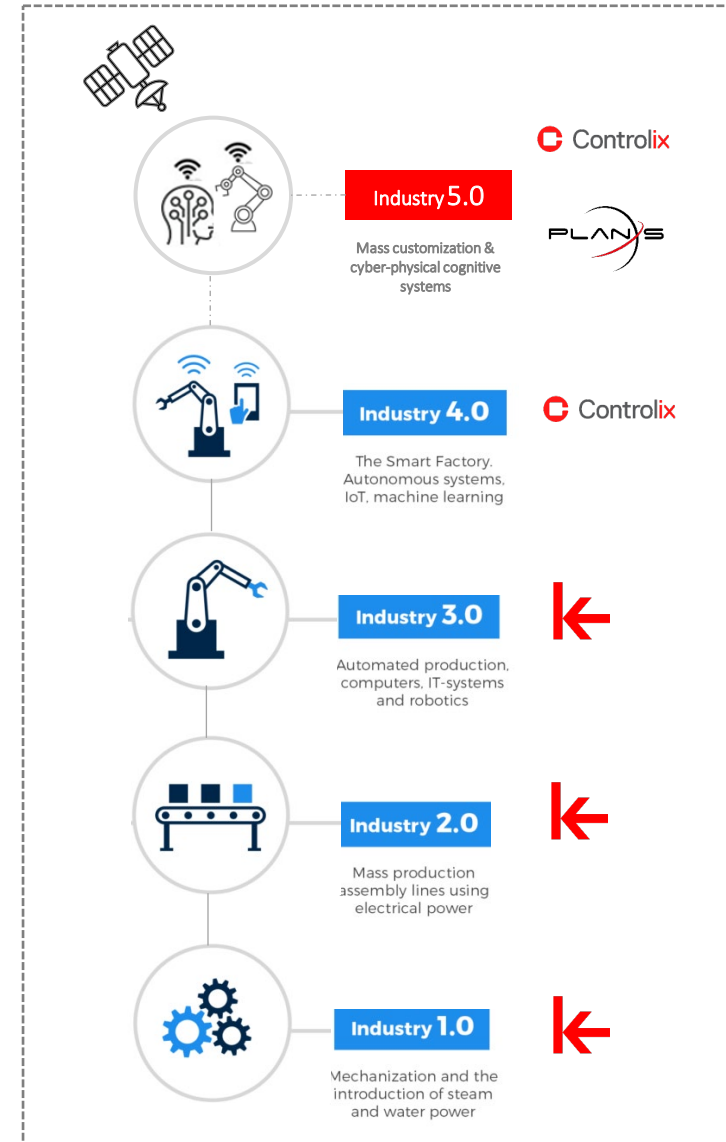 Controlix
Industry 5.0
PLANYS
Mass customization &
cyber-physical cognitive
systems
Industry 4.0
Controlix
The Smart Factory.
Autonomous systems,
IoT, machine learning
Industry 3.0
Automated production,
computers, IT-systems
and robotics
Industry 2.0
Mass production
assembly lines using
electrical power
Industry 1.0
Mechanization and the
introduction of steam
and water power